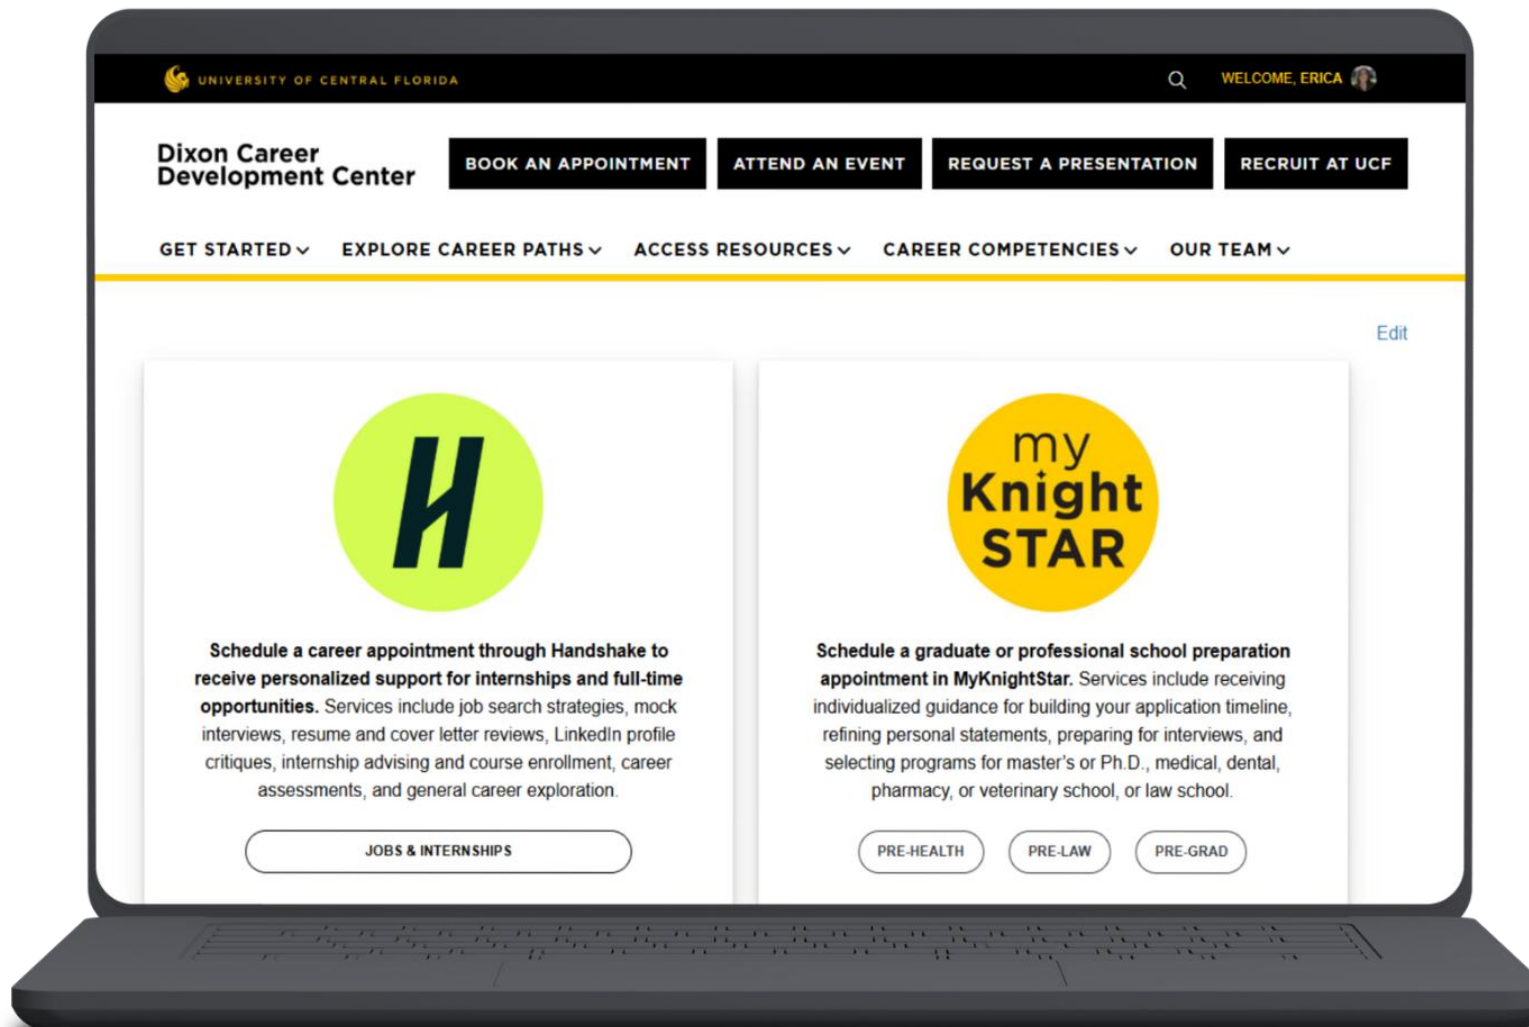 UNIVERSITY OF CENTRAL FLORIDA
WELCOME, ERICA
Dixon Career
Development Center
BOOK AN APPOINTMENT
ATTEND AN EVENT
REQUEST A PRESENTATION
RECRUIT AT UCF
GET STARTED
EXPLORE CAREER PATHS
ACCESS RESOURCES
CAREER COMPETENCIES
OUR TEAM
Edit
H
Schedule a career appointment through Handshake to
receive personalized support for internships and full-time
opportunities. Services include job search strategies, mock
interviews, resume and cover letter reviews, LinkedIn profile
critiques, internship advising and course enrollment, career
assessments, and general career exploration.
JOBS & INTERNSHIPS
my
Knight
STAR
Schedule a graduate or professional school preparation
appointment in MyKnightStar. Services include receiving
individualized guidance for building your application timeline,
refining personal statements, preparing for interviews, and
selecting programs for master's or Ph.D., medical, dental,
pharmacy, or veterinary school, or law school.
PRE-HEALTH
PRE-LAW
PRE-GRAD